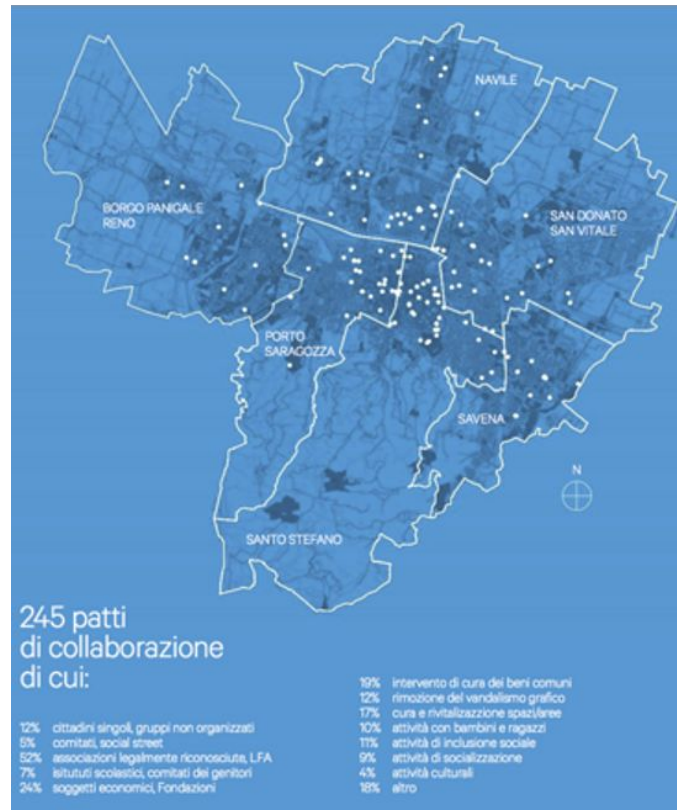 NAVILE
BORGO PANIGALE
RENO
SAN DONATO
SAN VITALE
PORTO
SARAGOZZA
SAVENA
N
SANTO STEFANO
245 patti
di collaborazione
di cui:
12% cittadini singoli, gruppi non organizzati
5% comitati, social street
52% associazioni legalmente riconosciute, LFA
7% isitututi scolastici, comitati dei genitori
24% soggetti economici, Fondazioni
19% intervento di cura dei beni comuni
12% rimozione del vandalismo grafico
17% cura e rivitalizazzione spazi/aree
10% attività con bambini e ragazzi
11% attività di inclusione sociale
9% attività di socializzazione
4% attività culturali
18% altro